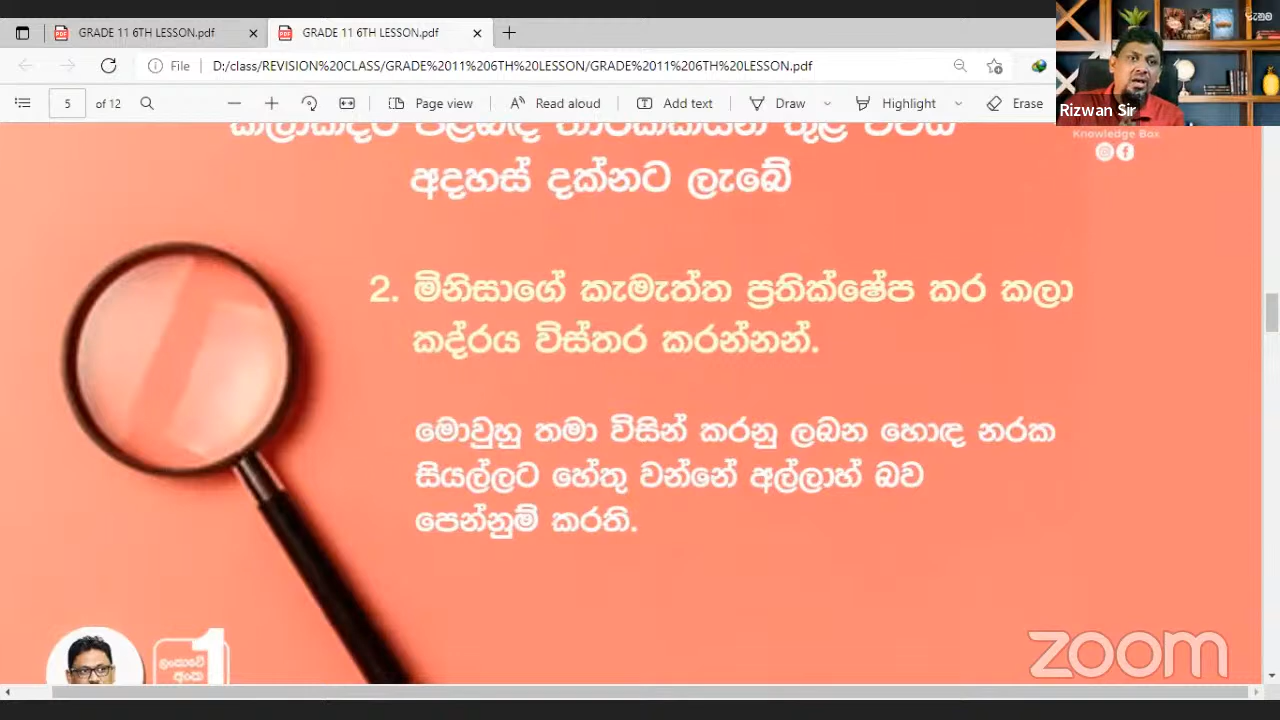 GRADE 11 6TH LESSON.pdf
GRADE 11 6TH LESSON.pdf
File D:/class/REVISION%20CLASS/GRADE%2011%206TH%20LESSON/GRADE%2011%206TH%20LESSON.pdf
5 of 12 Page view Read aloud Add text Draw Highlight Erase
Rizwan Sir
Knowledge Box
අදහස් දක්නට ලැබේ
2. මිනිසාගේ කැමැත්ත ප්‍රතික්ෂේප කර කලා
කද්රය විස්තර කරන්නන්.
මොවුහු තමා විසින් කරනු ලබන හොඳ නරක
සියල්ලට හේතු වන්නේ අල්ලාහ් බව
පෙන්නුම් කරති.
ලංකාවේ
අංක
1
zoom